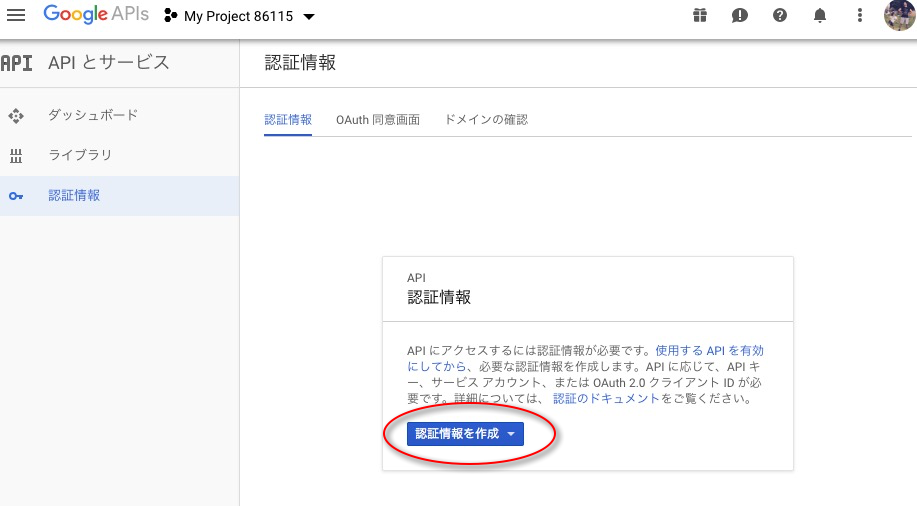 Google APIs My Project 86115
API API とサービス
認証情報
ダッシュボード
ライブラリ
認証情報
認証情報 OAuth 同意画面 ドメインの確認
API
認証情報
API にアクセスするには認証情報が必要です。使用する API を有効
にしてから、必要な認証情報を作成します。API に応じて、API キ
ー、サービス アカウント、または OAuth 2.0 クライアント ID が必
要です。詳細については、 認証のドキュメントをご覧ください。
認証情報を作成